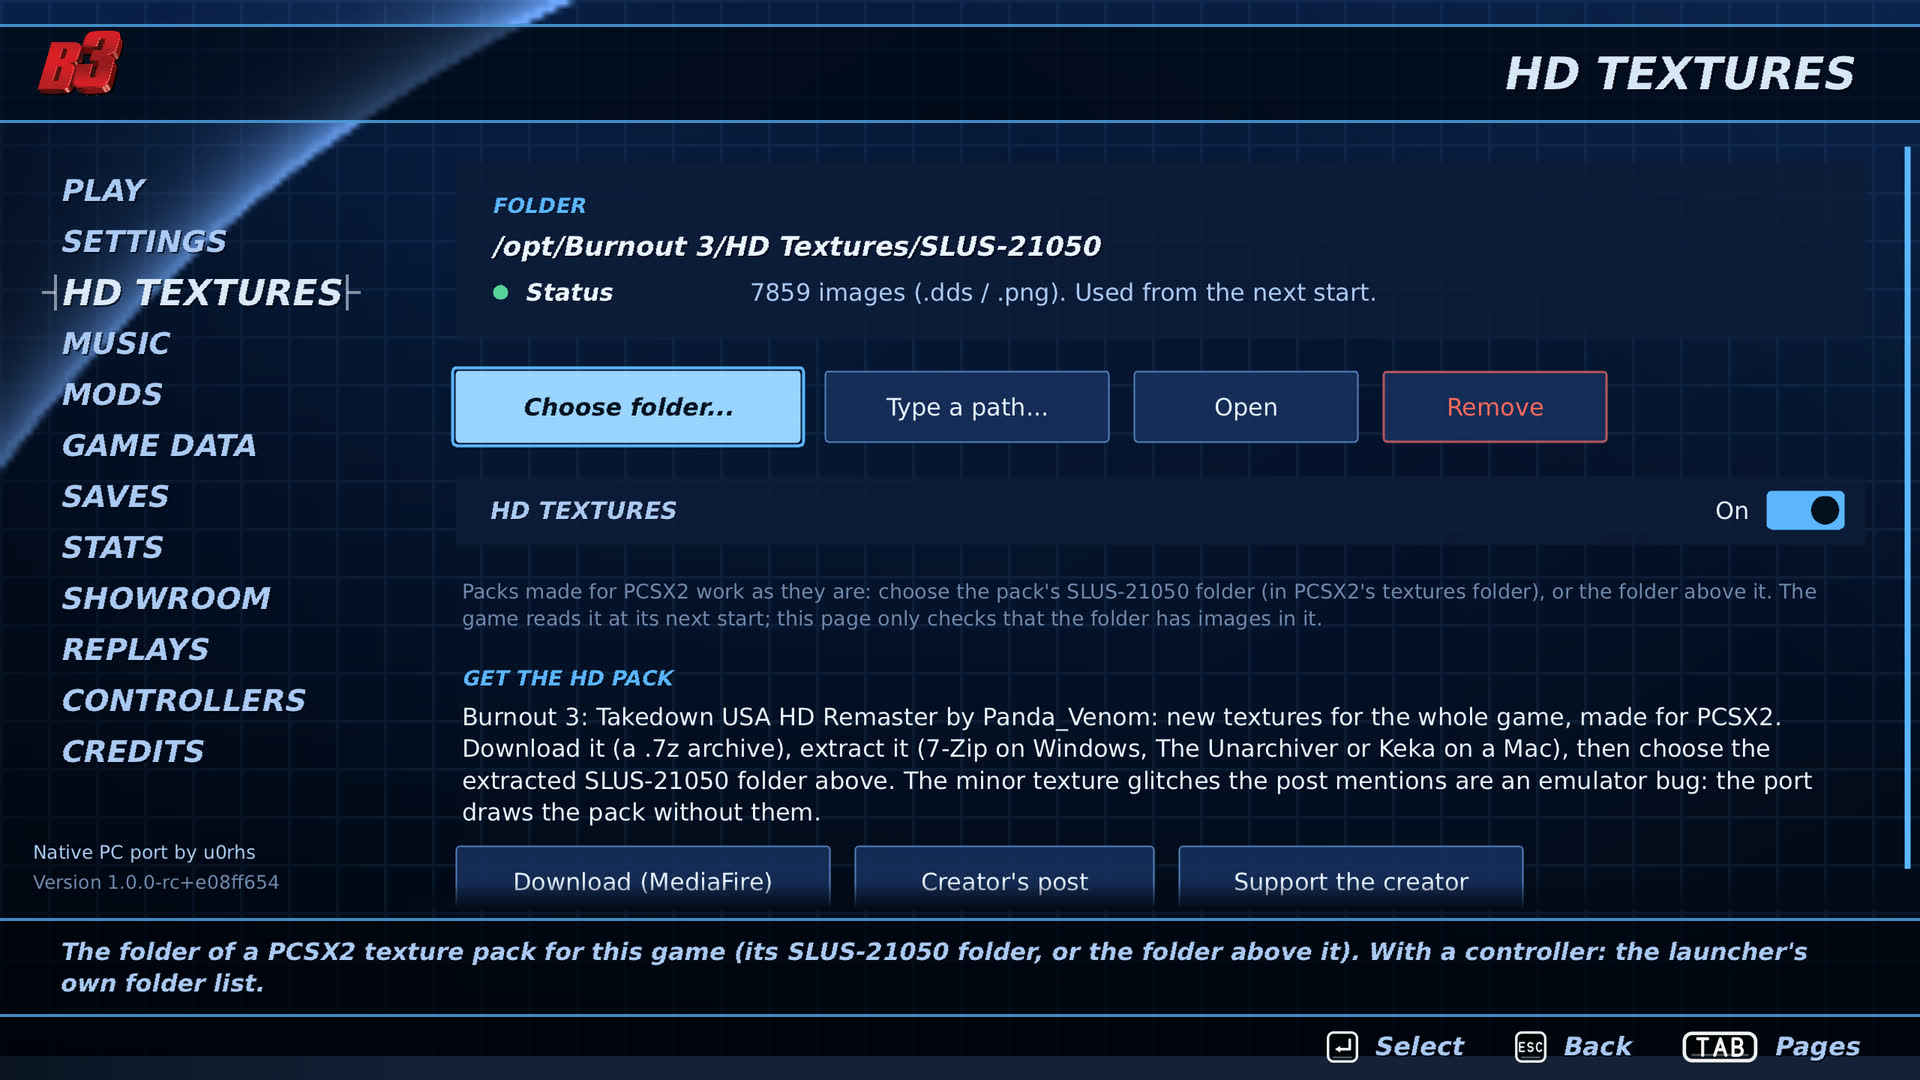 B3
HD TEXTURES
PLAY
SETTINGS
HD TEXTURES
MUSIC
MODS
GAME DATA
SAVES
STATS
SHOWROOM
REPLAYS
CONTROLLERS
CREDITS
Native PC port by u0rhs
Version 1.0.0-rc+e08ff654
FOLDER
/opt/Burnout 3/HD Textures/SLUS-21050
Status 7859 images (.dds / .png). Used from the next start.
Choose folder... Type a path... Open Remove
HD TEXTURES On
Packs made for PCSX2 work as they are: choose the pack's SLUS-21050 folder (in PCSX2's textures folder), or the folder above it. The
game reads it at its next start; this page only checks that the folder has images in it.
GET THE HD PACK
Burnout 3: Takedown USA HD Remaster by Panda_Venom: new textures for the whole game, made for PCSX2.
Download it (a .7z archive), extract it (7-Zip on Windows, The Unarchiver or Keka on a Mac), then choose the
extracted SLUS-21050 folder above. The minor texture glitches the post mentions are an emulator bug: the port
draws the pack without them.
Download (MediaFire) Creator's post Support the creator
The folder of a PCSX2 texture pack for this game (its SLUS-21050 folder, or the folder above it). With a controller: the launcher's
own folder list.
Select ESC Back TAB Pages